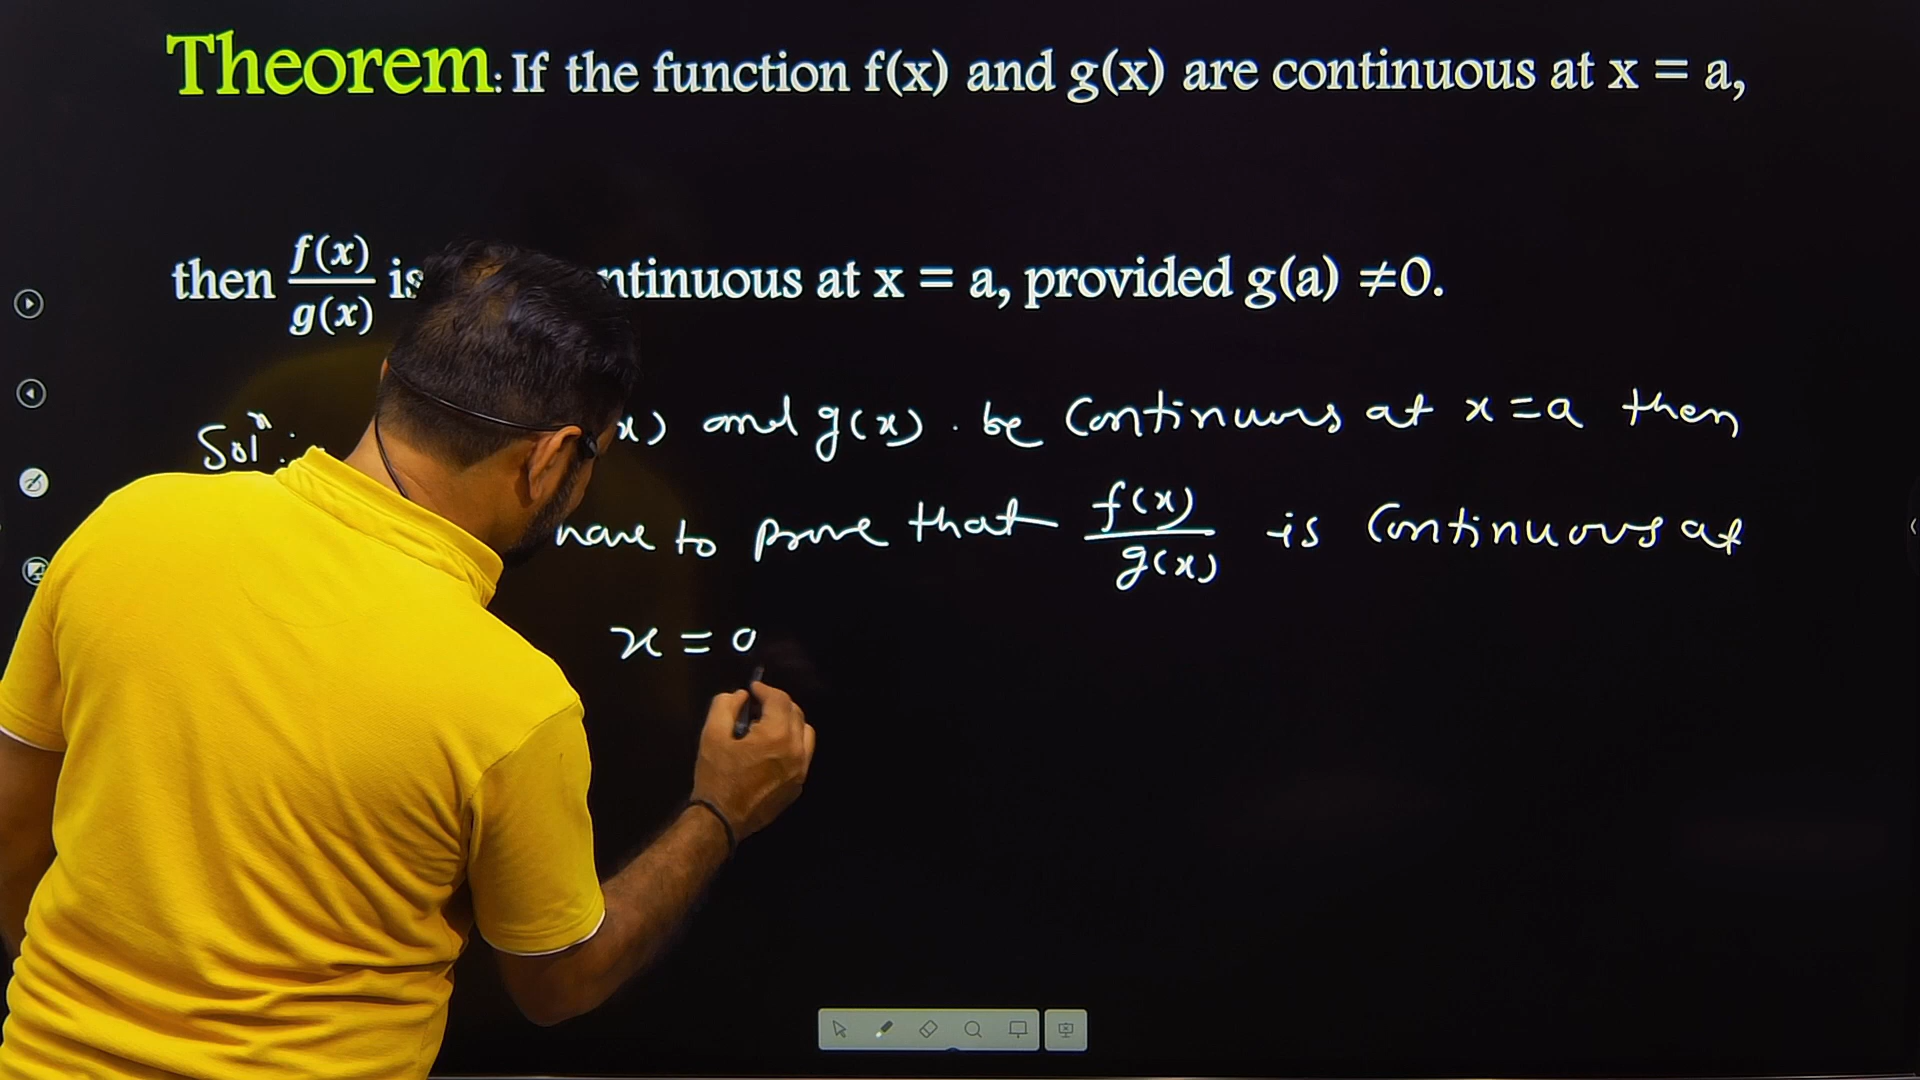 Theorem: If the function f(x) and g(x) are continuous at x = a,
then f(x)/g(x) is ntinuous at x = a, provided g(a) ≠0.
Solⁿ: x) and g(x). be continuous at x = a then
have to prove that f(x)/g(x) is continuous at
x = a